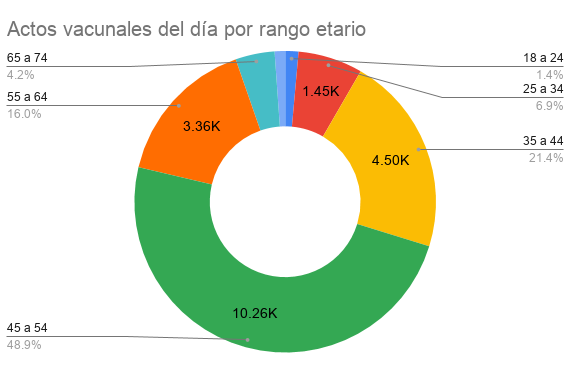 Actos vacunales del día por rango etario
65 a 74
4.2%
55 a 64
16.0%
45 a 54
48.9%
18 a 24
1.4%
25 a 34
6.9%
35 a 44
21.4%
1.45K
3.36K
4.50K
10.26K